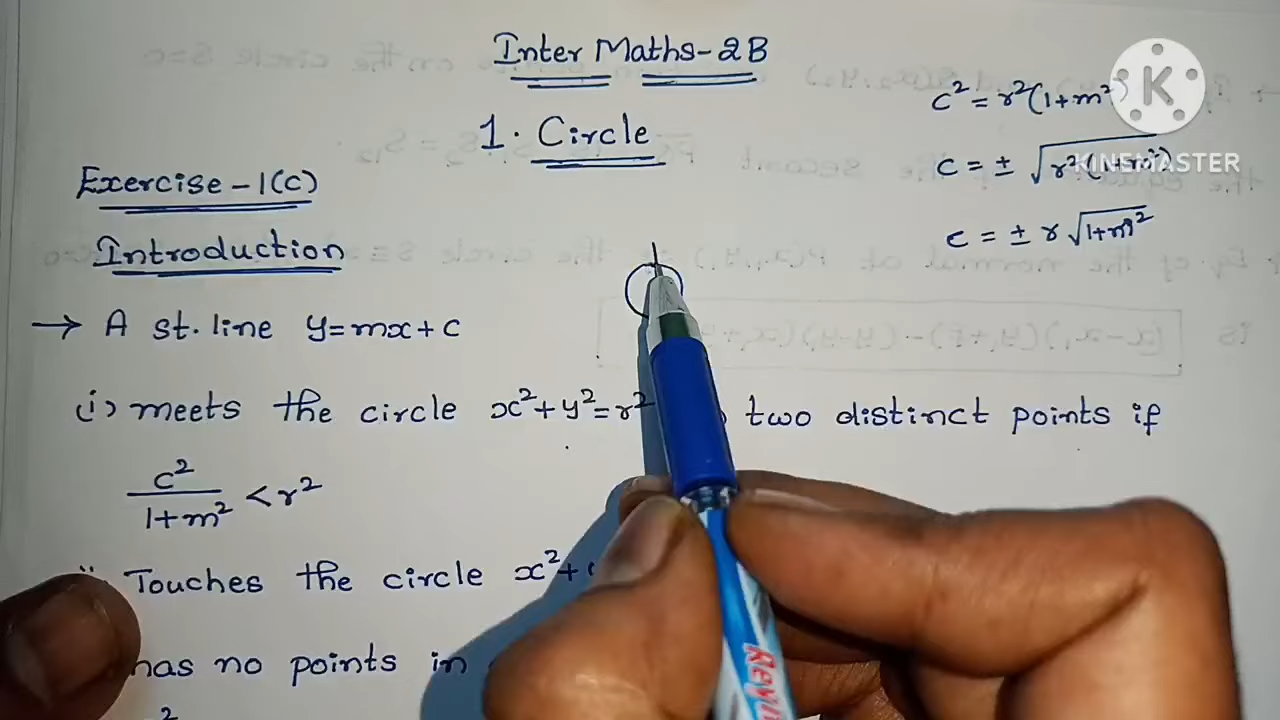 Inter Maths-2B
1. Circle
c² = r²(1+m²)
c = ± √r²(1+m²)
c = ± r √1+m²
Exercise-1(c)
Introduction
→ A st. line y=mx+c
(i) meets the circle x²+y²=r² two distinct points if
c²/1+m² < r²
Touches the circle x²+
has no points in
KINEMASTER
Reyn